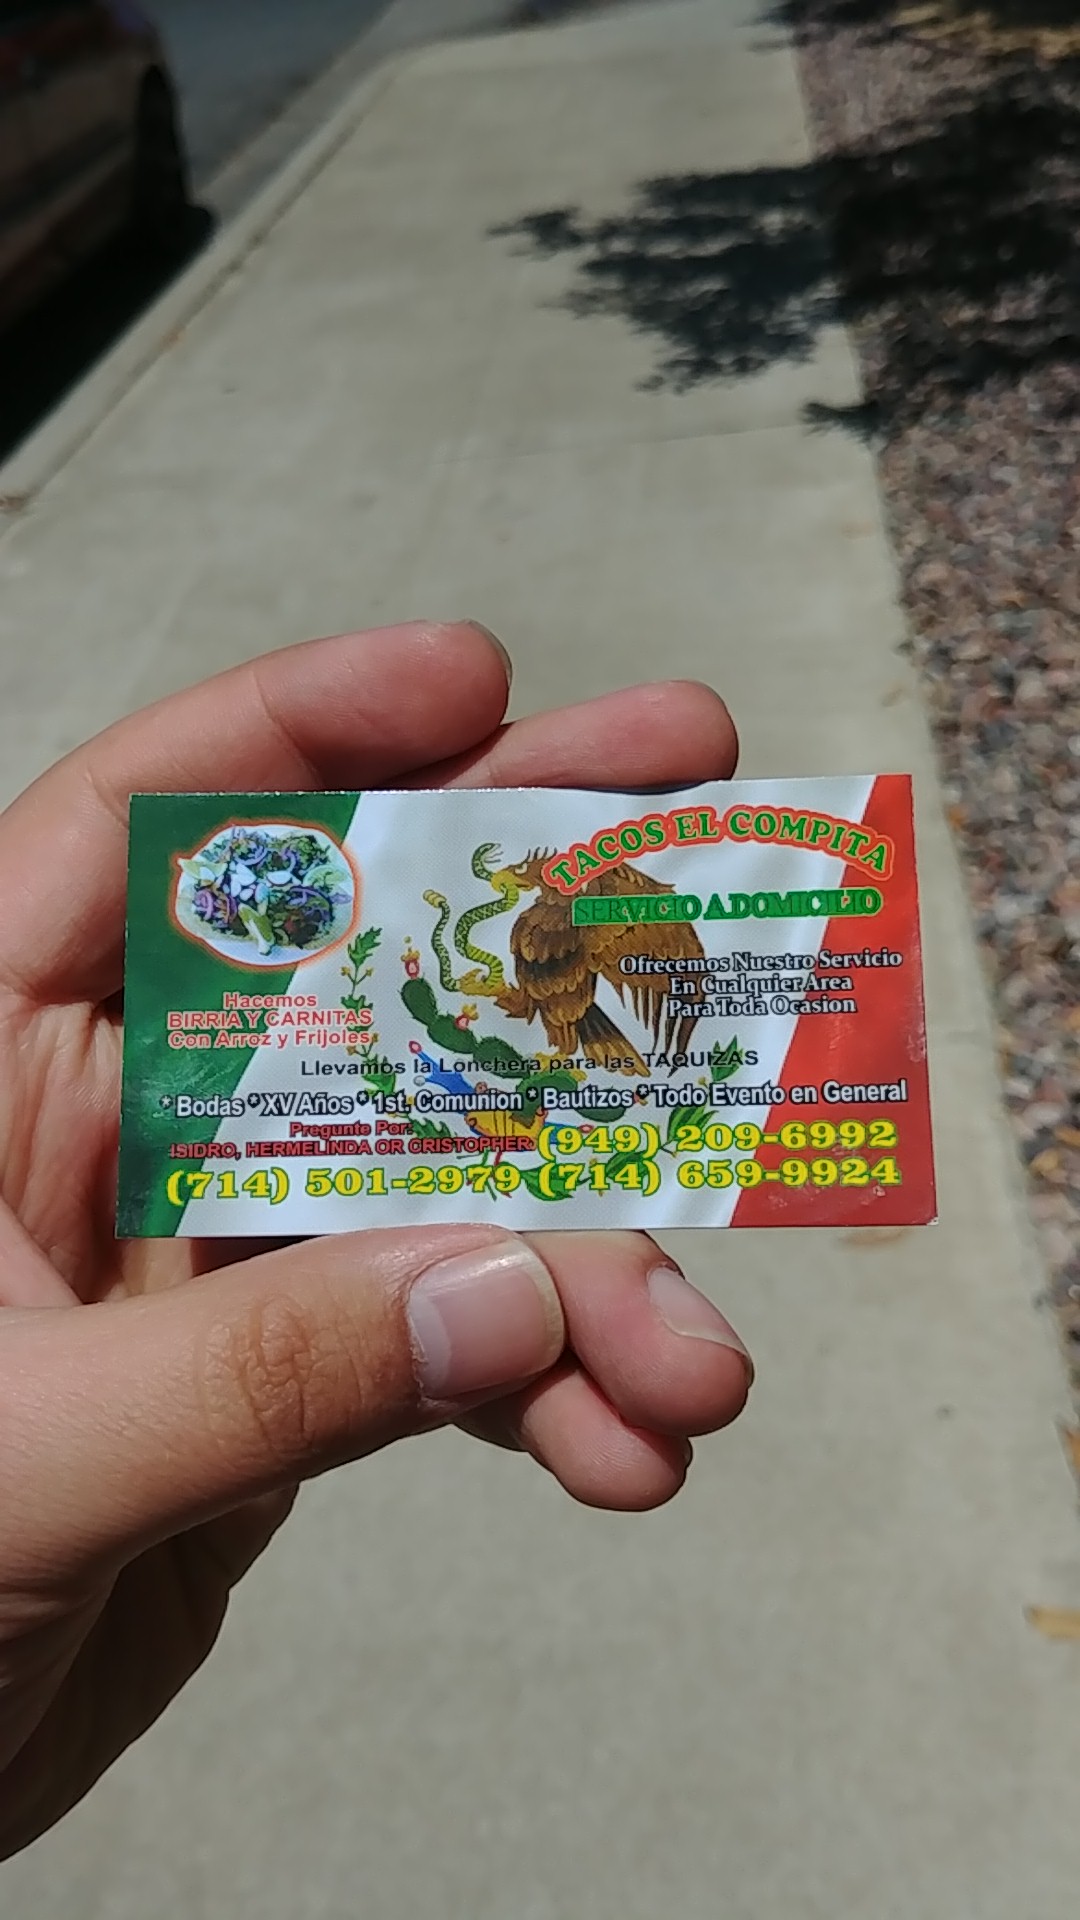 TACOS EL COMPITA
SERVICIO A DOMICILIO
Ofrecemos Nuestro Servicio
En Cualquier Area
Para Toda Ocasion
Hacemos
BIRRIA Y CARNITAS
Con Arroz y Frijoles
Llevamos la Lonchera para las TAQUIZAS
* Bodas * XV Años * 1st. Comunion * Bautizos * Todo Evento en General
Pregunte Por:
ISIDRO, HERMELINDA OR CRISTOPHER
(949) 209-6992
(714) 501-2979 (714) 659-9924